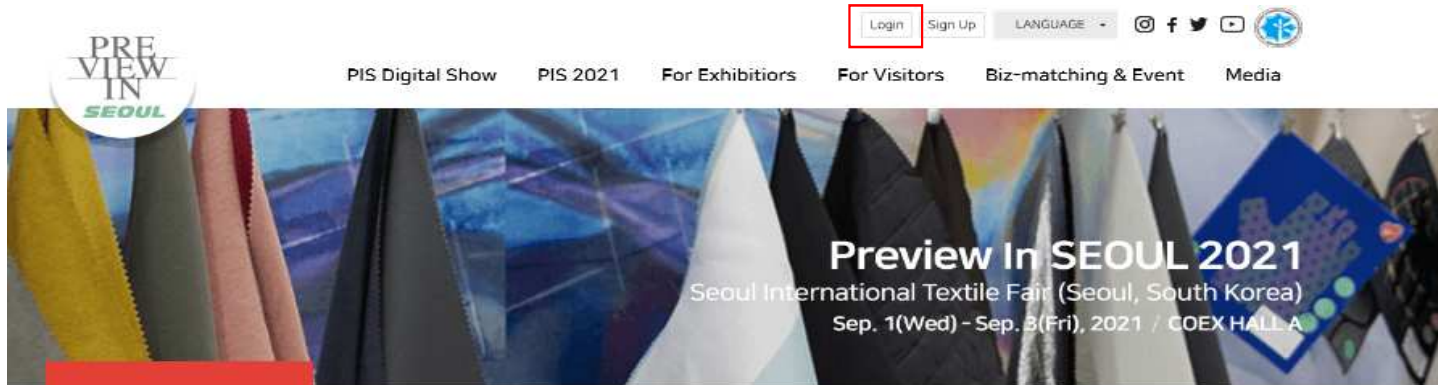 Login Sign Up LANGUAGE
PRE
VIEW
IN
SEOUL
PIS Digital Show PIS 2021 For Exhibitiors For Visitors Biz-matching & Event Media
Preview In SEOUL 2021
Seoul International Textile Fair (Seoul, South Korea)
Sep. 1(Wed) - Sep. 3(Fri), 2021 / COEX HALL A